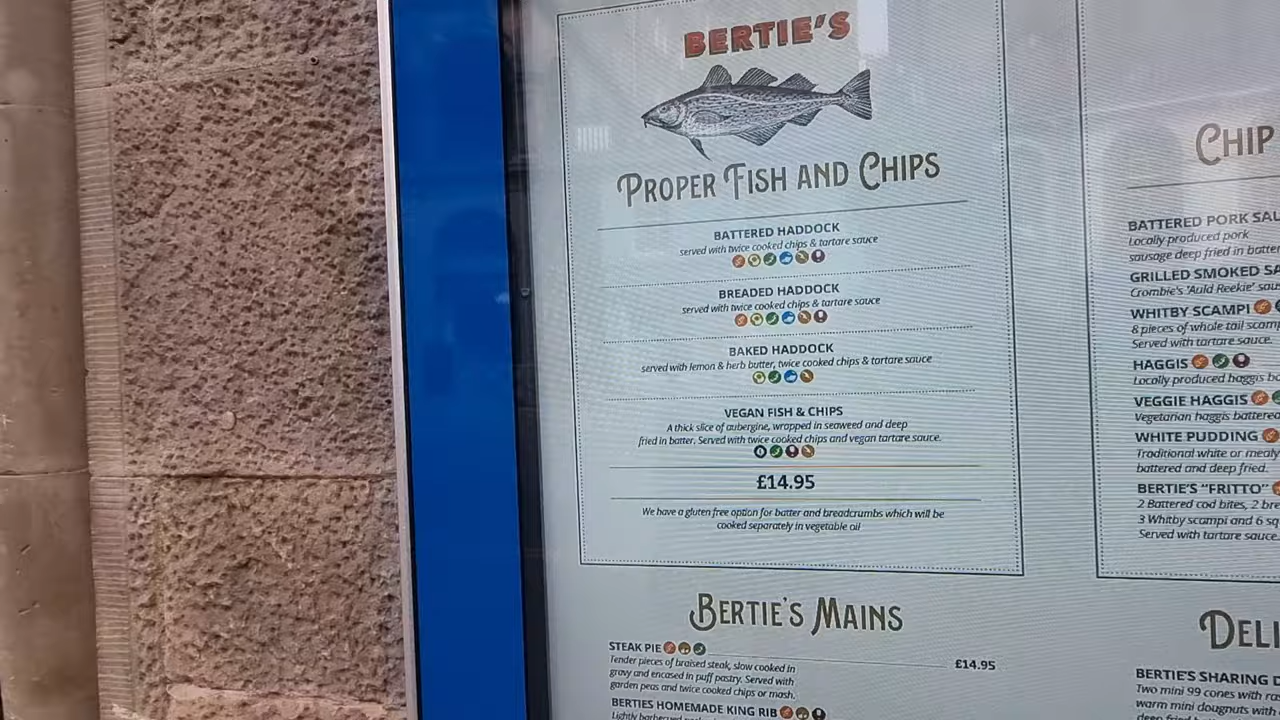 BERTIE'S
PROPER FISH AND CHIPS
BATTERED HADDOCK
served with twice cooked chips & tartare sauce
BREADED HADDOCK
served with twice cooked chips & tartare sauce
BAKED HADDOCK
served with lemon & herb butter, twice cooked chips & tartare sauce
VEGAN FISH & CHIPS
A thick slice of aubergine, wrapped in seaweed and deep
fried in batter. Served with twice cooked chips and vegan tartare sauce.
£14.95
We have a gluten free option for batter and breadcrumbs which will be
cooked separately in vegetable oil
BERTIE'S MAINS
STEAK PIE
£14.95
Tender pieces of braised steak, slow cooked in
gravy and encased in puff pastry. Served with
garden peas and twice cooked chips or mash.
BERTIES HOMEMADE KING RIB
CHIP
BATTERED PORK
Locally produced pork
sausage deep fried in batter
GRILLED SMOKED
Crombie's 'Auld Reekie'
WHITBY SCAMPI
8 pieces of whole tail
Served with tartare sauce.
HAGGIS
Locally produced haggis
VEGGIE HAGGIS
Vegetarian haggis battered
WHITE PUDDING
Traditional white or mealy
battered and deep fried.
BERTIE'S "FRITTO"
2 Battered cod bites, 2
3 Whitby scampi and 6
Served with tartare sauce.
BERTIE'S SHARING
Two mini 99 cones with
warm mini doughnuts with